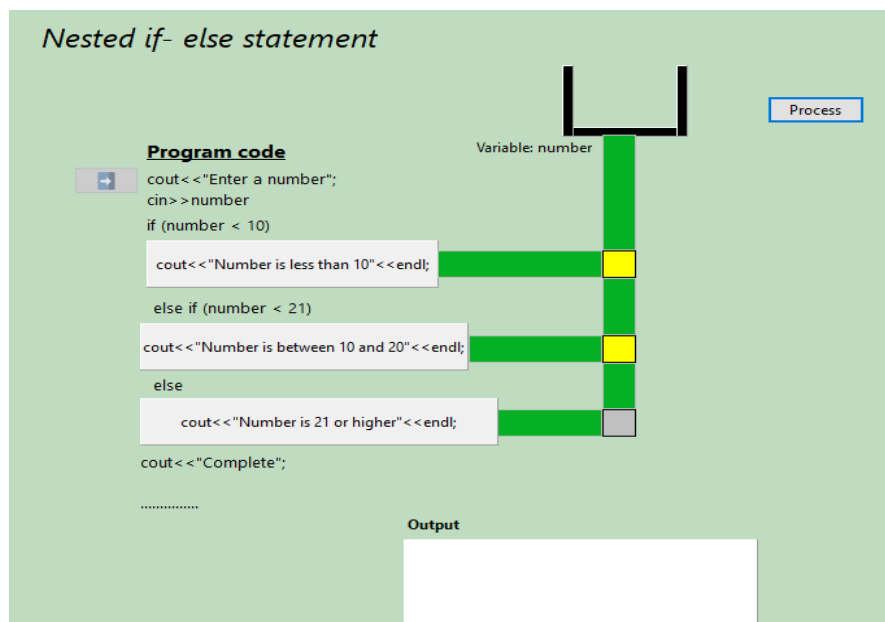 Nested if- else statement
Process
Variable: number
Program code
cout<<"Enter a number";
cin>>number
if (number < 10)
cout<<"Number is less than 10"<<endl;
else if (number < 21)
cout<<"Number is between 10 and 20"<<endl;
else
cout<<"Number is 21 or higher"<<endl;
cout<<"Complete";
...............
Output